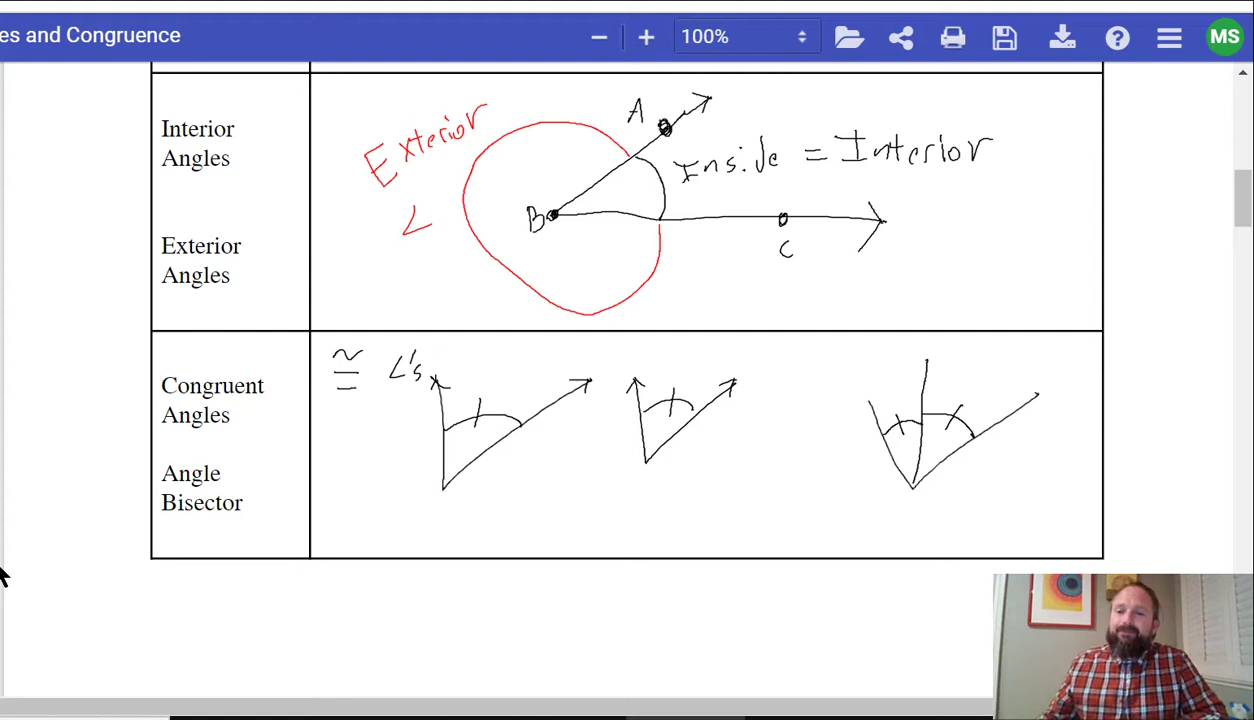 es and Congruence
100%
MS
Interior
Angles
Exterior
Angles
Exterior
∠
A
B
C
Inside = Interior
Congruent
Angles
Angle
Bisector
≅ ∠'s